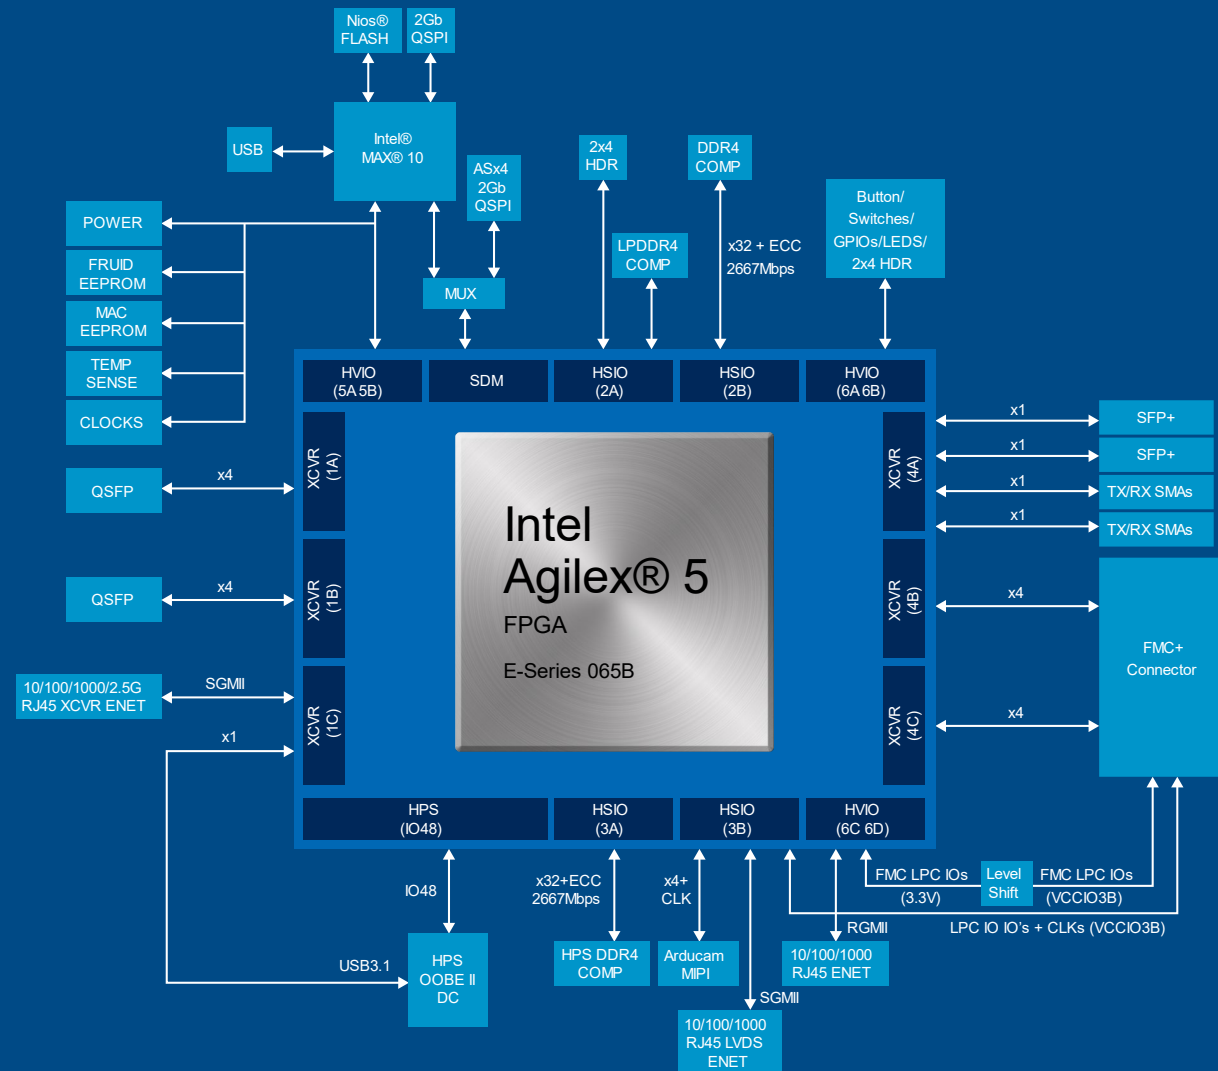 Nios®
FLASH
2Gb
QSPI
Intel®
MAX® 10
USB
ASx4
2Gb
QSPI
2x4
HDR
DDR4
COMP
Button/
Switches/
GPIOs/LEDS/
2x4 HDR
POWER
FRUID
EEPROM
MAC
EEPROM
TEMP
SENSE
CLOCKS
LPDDR4
COMP
x32 + ECC
2667Mbps
MUX
HVIO
(5A 5B)
SDM
HSIO
(2A)
HSIO
(2B)
HVIO
(6A 6B)
XCVR
(1A)
XCVR
(1B)
XCVR
(1C)
XCVR
(4A)
XCVR
(4B)
XCVR
(4C)
QSFP
x4
QSFP
x4
10/100/1000/2.5G
RJ45 XCVR ENET
SGMII
x1
Intel
Agilex® 5
FPGA
E-Series 065B
x1
SFP+
x1
SFP+
x1
TX/RX SMAs
x1
TX/RX SMAs
x4
FMC+
Connector
x4
HPS
(IO48)
HSIO
(3A)
HSIO
(3B)
HVIO
(6C 6D)
IO48
x32+ECC
2667Mbps
x4+
CLK
FMC LPC IOs
(3.3V)
Level
Shift
FMC LPC IOs
(VCCIO3B)
RGMII
LPC IO IO's + CLKs (VCCIO3B)
USB3.1
HPS
OOBE II
DC
HPS DDR4
COMP
Arducam
MIPI
10/100/1000
RJ45 ENET
SGMII
10/100/1000
RJ45 LVDS
ENET